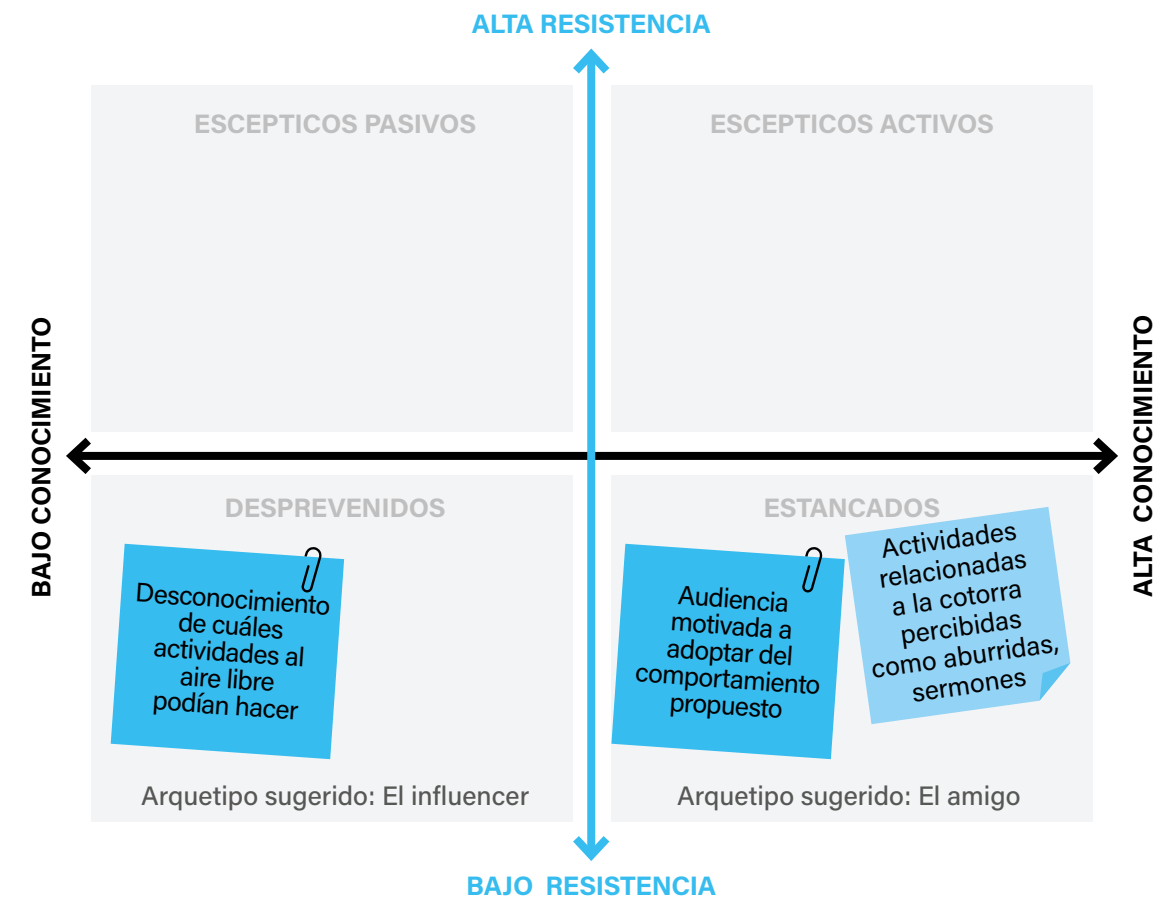 ALTA RESISTENCIA
ESCEPTICOS PASIVOS
ESCEPTICOS ACTIVOS
BAJO CONOCIMIENTO
ALTA CONOCIMIENTO
DESPREVENIDOS
Desconocimiento
de cuáles
actividades al
aire libre
podían hacer
Arquetipo sugerido: El influencer
ESTANCADOS
Audiencia
motivada a
adoptar del
comportamiento
propuesto
Actividades
relacionadas
a la cotorra
percibidas
como aburridas,
sermones
Arquetipo sugerido: El amigo
BAJO RESISTENCIA